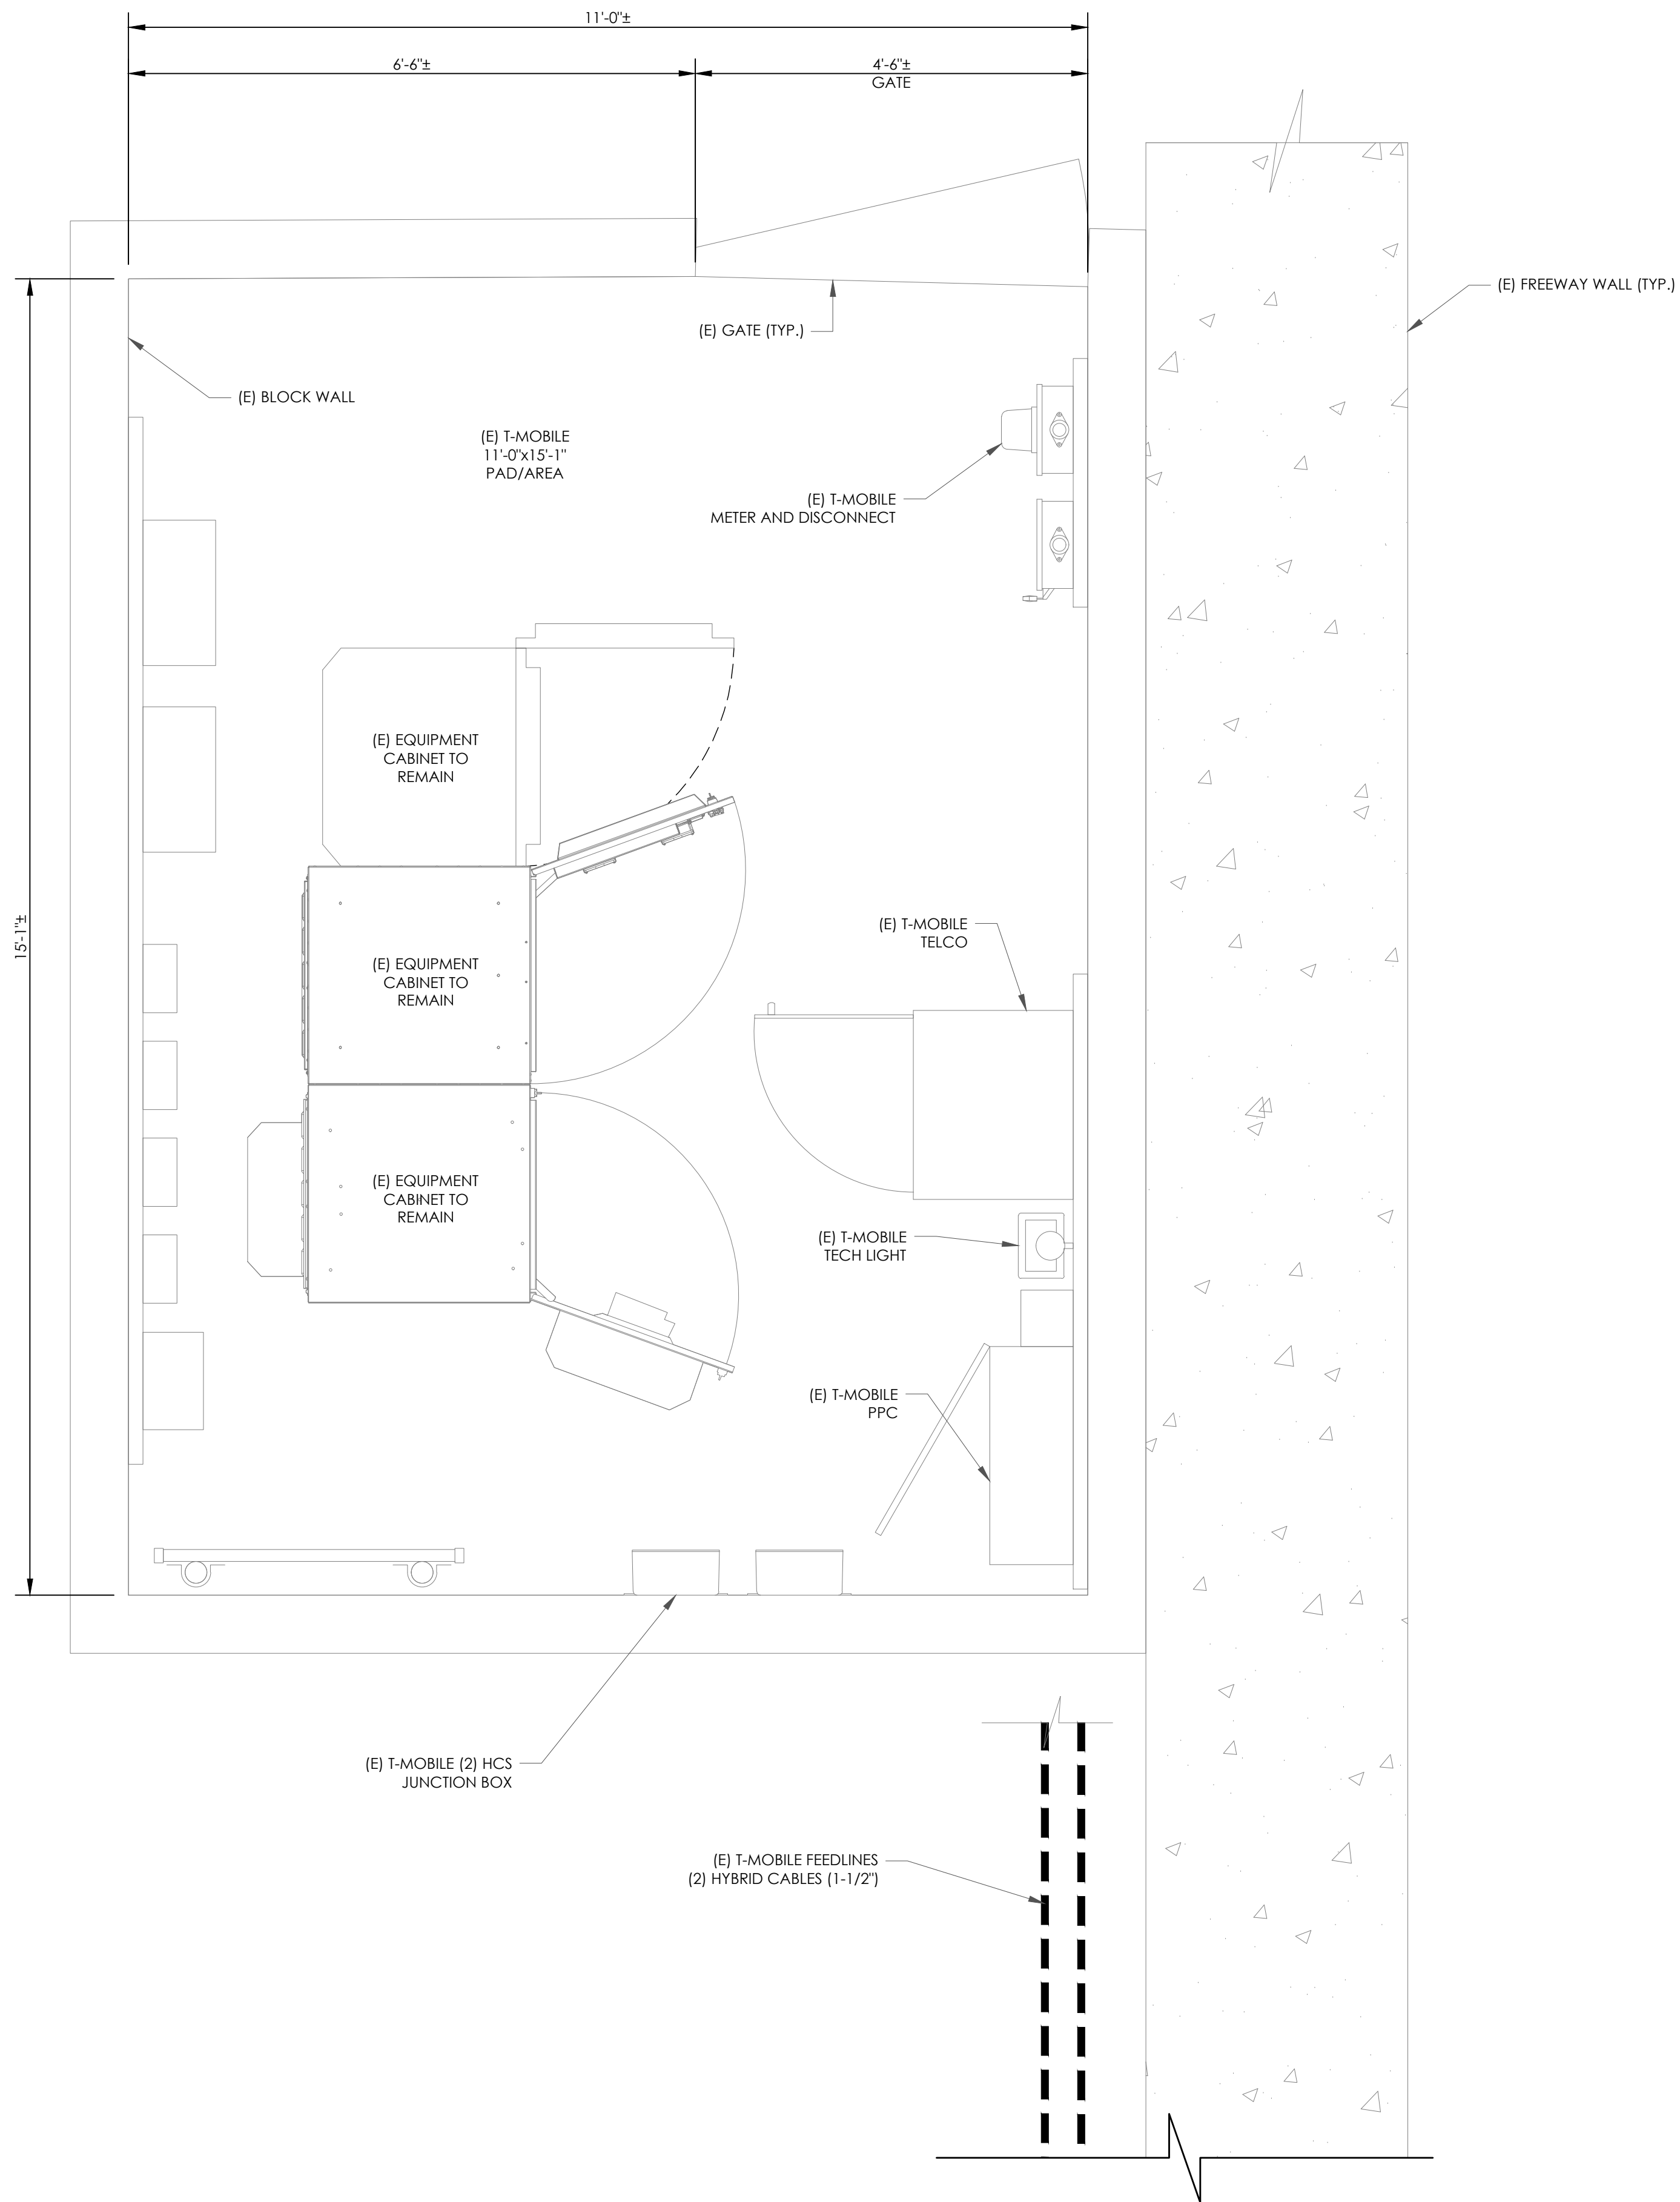 11'-0"±
6'-6"±
4'-6"±
GATE
(E) FREEWAY WALL (TYP.)
(E) GATE (TYP.)
(E) BLOCK WALL
(E) T-MOBILE
11'-0"x15'-1"
PAD/AREA
(E) T-MOBILE
METER AND DISCONNECT
(E) EQUIPMENT
CABINET TO
REMAIN
15'-1"±
(E) T-MOBILE
TELCO
(E) EQUIPMENT
CABINET TO
REMAIN
(E) EQUIPMENT
CABINET TO
REMAIN
(E) T-MOBILE
TECH LIGHT
(E) T-MOBILE
PPC
(E) T-MOBILE (2) HCS
JUNCTION BOX
(E) T-MOBILE FEEDLINES
(2) HYBRID CABLES (1-1/2")